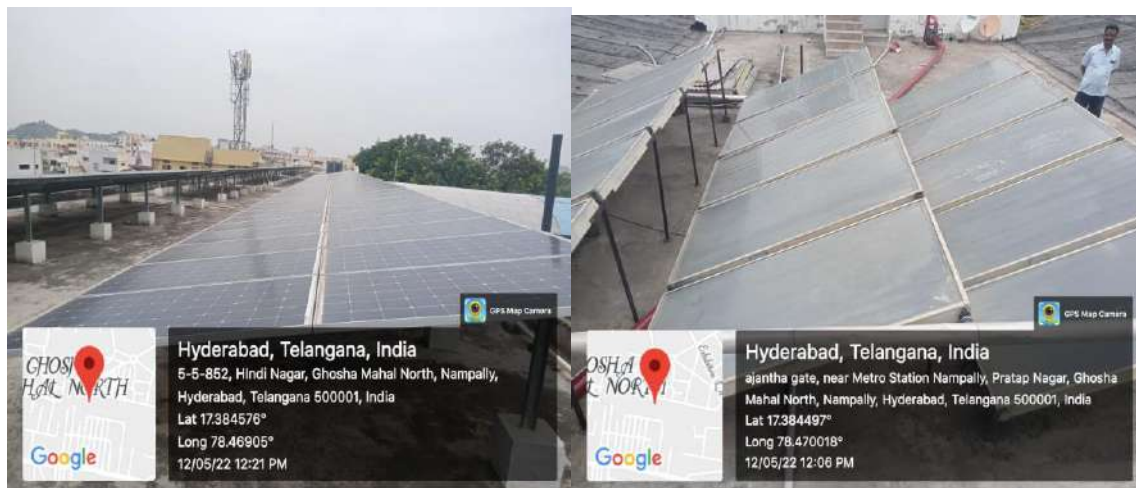 GPS Map Camera
GHOSHA
HAL NORTH
Google
Hyderabad, Telangana, India
5-5-852, Hindi Nagar, Ghosha Mahal North, Nampally,
Hyderabad, Telangana 500001, India
Lat 17.384576°
Long 78.46905°
12/05/22 12:21 PM
GPS Map Camera
OSHA
NORTH
Google
Hyderabad, Telangana, India
ajantha gate, near Metro Station Nampally, Pratap Nagar, Ghosha
Mahal North, Nampally, Hyderabad, Telangana 500001, India
Lat 17.384497°
Long 78.470018°
12/05/22 12:06 PM